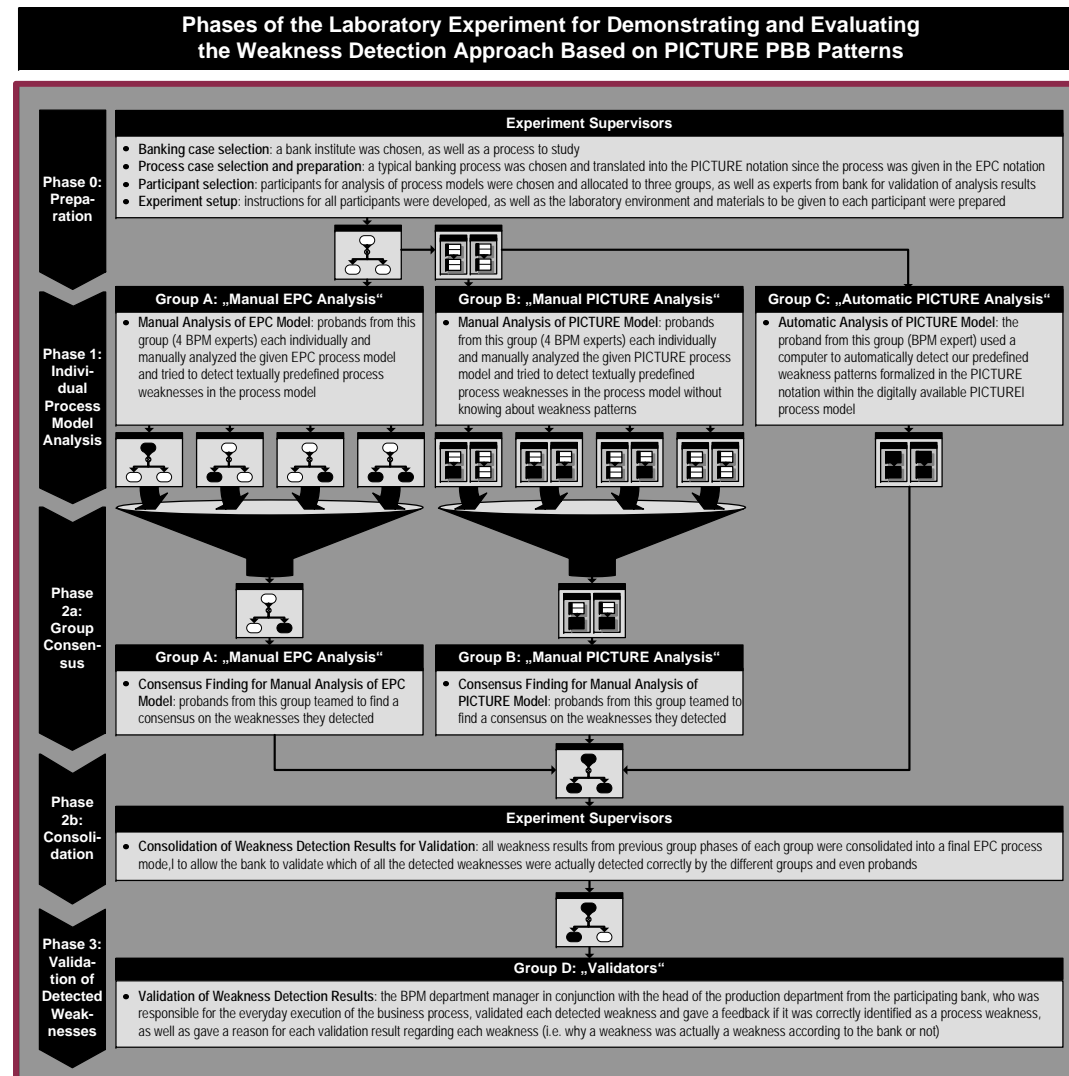 Phases of the Laboratory Experiment for Demonstrating and Evaluating
the Weakness Detection Approach Based on PICTURE PBB Patterns
Phase 0:
Prepa-
ration
Experiment Supervisors
• Banking case selection: a bank institute was chosen, as well as a process to study
• Process case selection and preparation: a typical banking process was chosen and translated into the PICTURE notation since the process was given in the EPC notation
• Participant selection: participants for analysis of process models were chosen and allocated to three groups, as well as experts from bank for validation of analysis results
• Experiment setup: instructions for all participants were developed, as well as the laboratory environment and materials to be given to each participant were prepared
Phase 1:
Indivi-
dual
Process
Model
Analysis
Group A: „Manual EPC Analysis“
• Manual Analysis of EPC Model: probands from this
group (4 BPM experts) each individually and
manually analyzed the given EPC process model
and tried to detect textually predefined process
weaknesses in the process model
Group B: „Manual PICTURE Analysis“
• Manual Analysis of PICTURE Model: probands
from this group (4 BPM experts) each individually
and manually analyzed the given PICTURE process
model and tried to detect textually predefined
process weaknesses in the process model without
knowing about weakness patterns
Group C: „Automatic PICTURE Analysis“
• Automatic Analysis of PICTURE Model: the
proband from this group (BPM expert) used a
computer to automatically detect our predefined
weakness patterns formalized in the PICTURE
notation within the digitally available PICTUREl
process model
Phase
2a:
Group
Consen-
sus
Group A: „Manual EPC Analysis“
• Consensus Finding for Manual Analysis of EPC
Model: probands from this group teamed to find a
consensus on the weaknesses they detected
Group B: „Manual PICTURE Analysis“
• Consensus Finding for Manual Analysis of
PICTURE Model: probands from this group teamed to
find a consensus on the weaknesses they detected
Phase
2b:
Consoli-
dation
Experiment Supervisors
• Consolidation of Weakness Detection Results for Validation: all weakness results from previous group phases of each group were consolidated into a final EPC process
mode,l to allow the bank to validate which of all the detected weaknesses were actually detected correctly by the different groups and even probands
Phase 3:
Valida-
tion of
Detected
Weak-
nesses
Group D: „Validators“
• Validation of Weakness Detection Results: the BPM department manager in conjunction with the head of the production department from the participating bank, who was
responsible for the everyday execution of the business process, validated each detected weakness and gave a feedback if it was correctly identified as a process weakness,
as well as gave a reason for each validation result regarding each weakness (i.e. why a weakness was actually a weakness according to the bank or not)